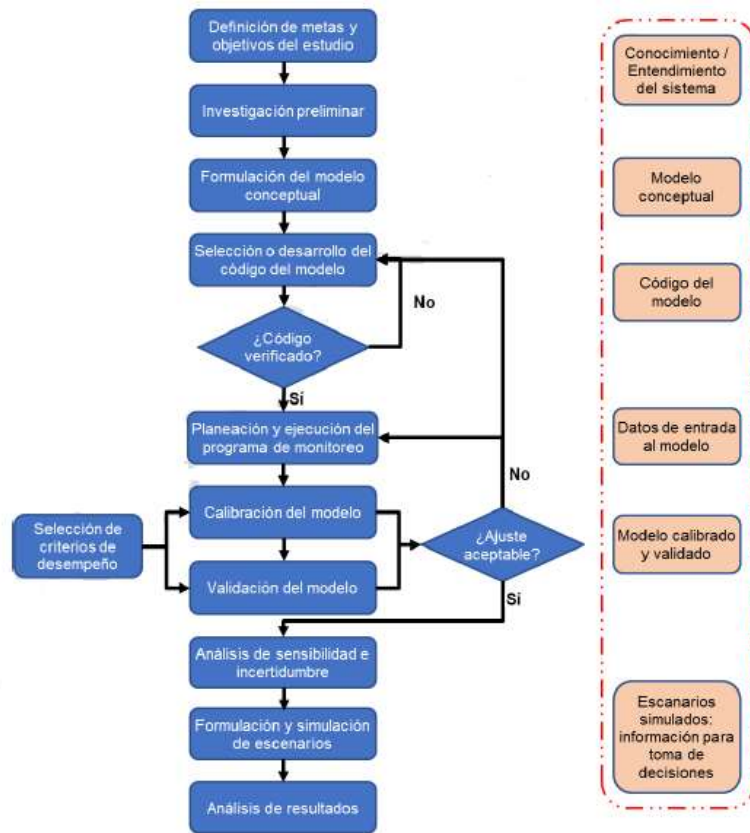 Definición de metas y
objetivos del estudio
Investigación preliminar
Formulación del modelo
conceptual
Selección o desarrollo del
código del modelo
No
¿Código
verificado?
Sí
Planeación y ejecución del
programa de monitoreo
No
Selección de
criterios de
desempeño
Calibración del modelo
¿Ajuste
aceptable?
Validación del modelo
Sí
Análisis de sensibilidad e
incertidumbre
Formulación y simulación
de escenarios
Análisis de resultados
Conocimiento /
Entendimiento
del sistema
Modelo
conceptual
Código del
modelo
Datos de entrada
al modelo
Modelo calibrado
y validado
Escanarios
simulados:
información para
toma de
decisiones